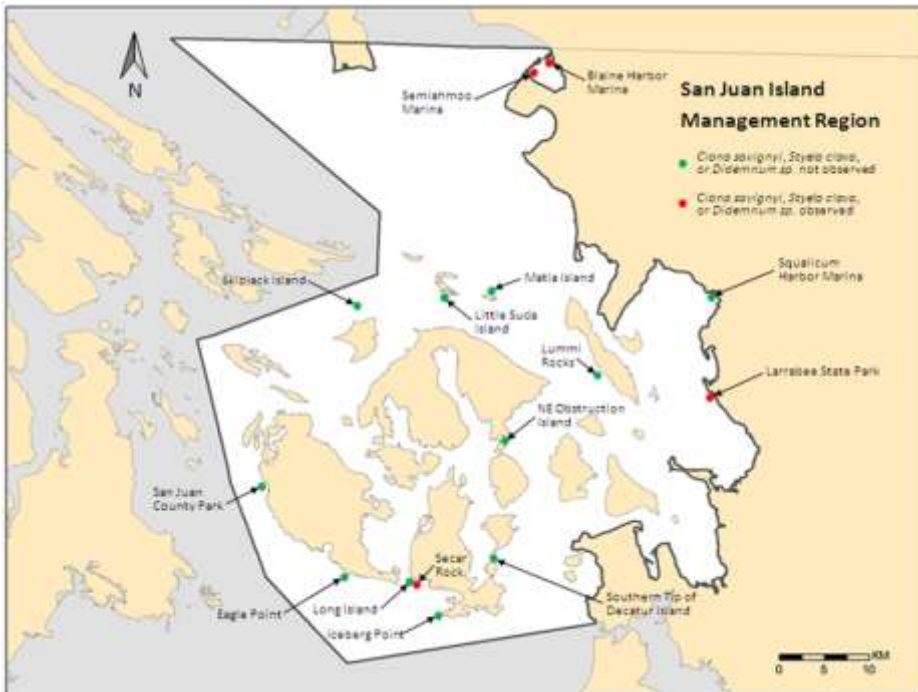 N
Blaine Harbor
Marina
Semiahmoo
Marina
San Juan Island
Management Region
Ciona savignyi, Styela clava,
or Didemnum sp. not observed
Ciona savignyi, Styela clava,
or Didemnum sp. observed
Squalicum
Harbor Marina
Skipjack Island
Matia Island
Little Sucia
Island
Lummi
Rocks
Larrabee State Park
NE Obstruction
Island
San Juan
County Park
Secar
Rock
Eagle Point
Long Island
Iceberg Point
Southern Tip of
Decatur Island
KM
0 5 10